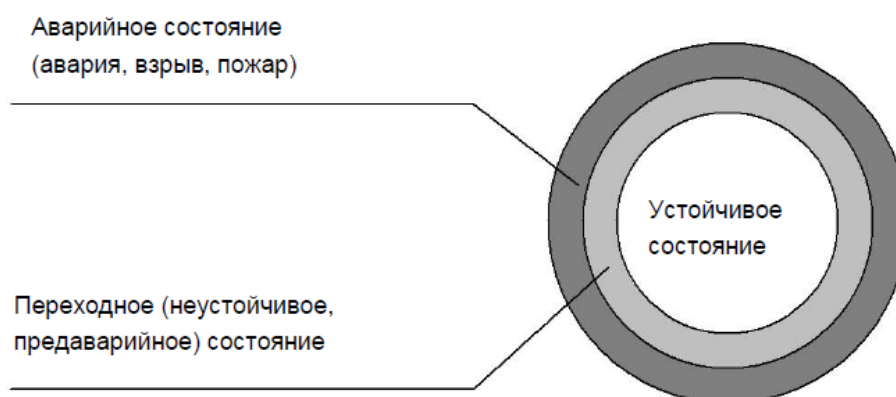 Аварийное состояние
(авария, взрыв, пожар)
Устойчивое
состояние
Переходное (неустойчивое,
предаварийное) состояние